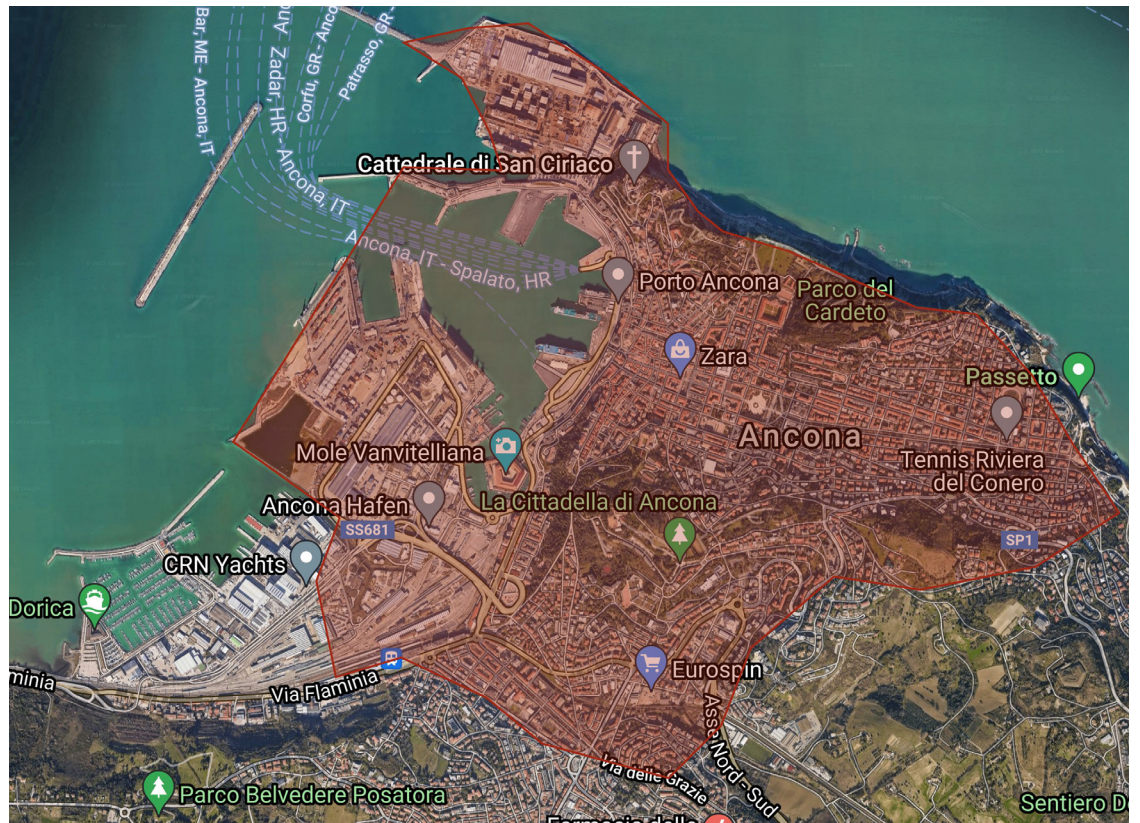 Bar, ME - Ancona, IT
Zadar, HR - Ancona, IT
Corfu, GR - Anco
Patrasso, GR -
Cattedrale di San Ciriaco
Ancona, IT - Spalato, HR
Porto Ancona
Parco del
Cardeto
Zara
Passetto
Ancona
Mole Vanvitelliana
Tennis Riviera
del Conero
La Cittadella di Ancona
Ancona Hafen
SS681
SP1
CRN Yachts
Dorica
Eurospin
minia
Via Flaminia
Asse Nord - Sud
Via delle Grazie
Parco Belvedere Posatora
Sentiero